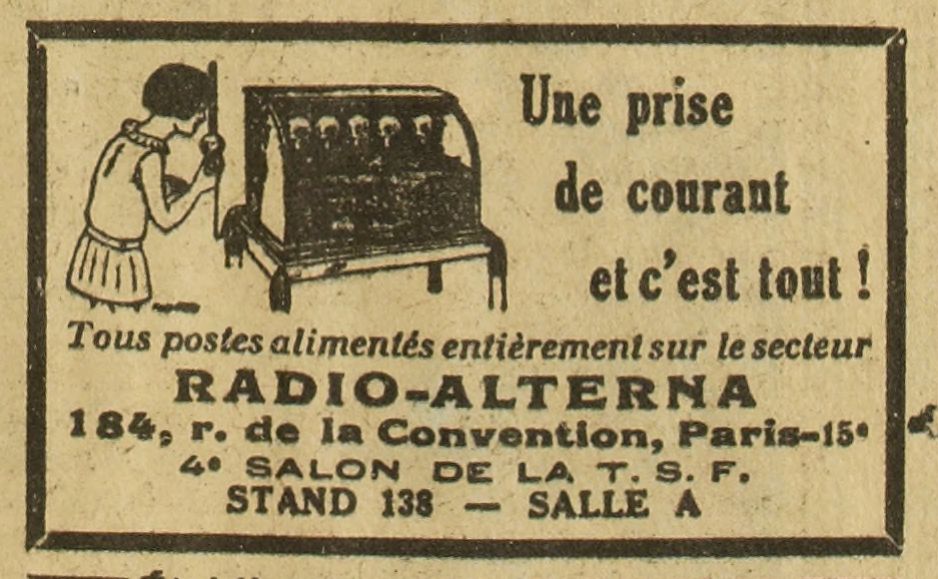 Une prise
de courant
et c'est tout !
Tous postes alimentés entièrement sur le secteur
RADIO-ALTERNA
184, r. de la Convention, Paris-15e
4e SALON DE LA T. S. F.
STAND 138 — SALLE A